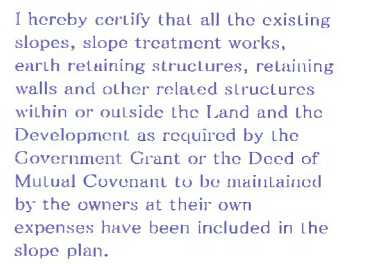 I hereby certify that all the existing
slopes, slope treatment works,
earth retaining structures, retaining
walls and other related structures
within or outside the Land and the
Development as required by the
Government Grant or the Deed of
Mutual Covenant to be maintained
by the owners at their own
expenses have been included in the
slope plan.